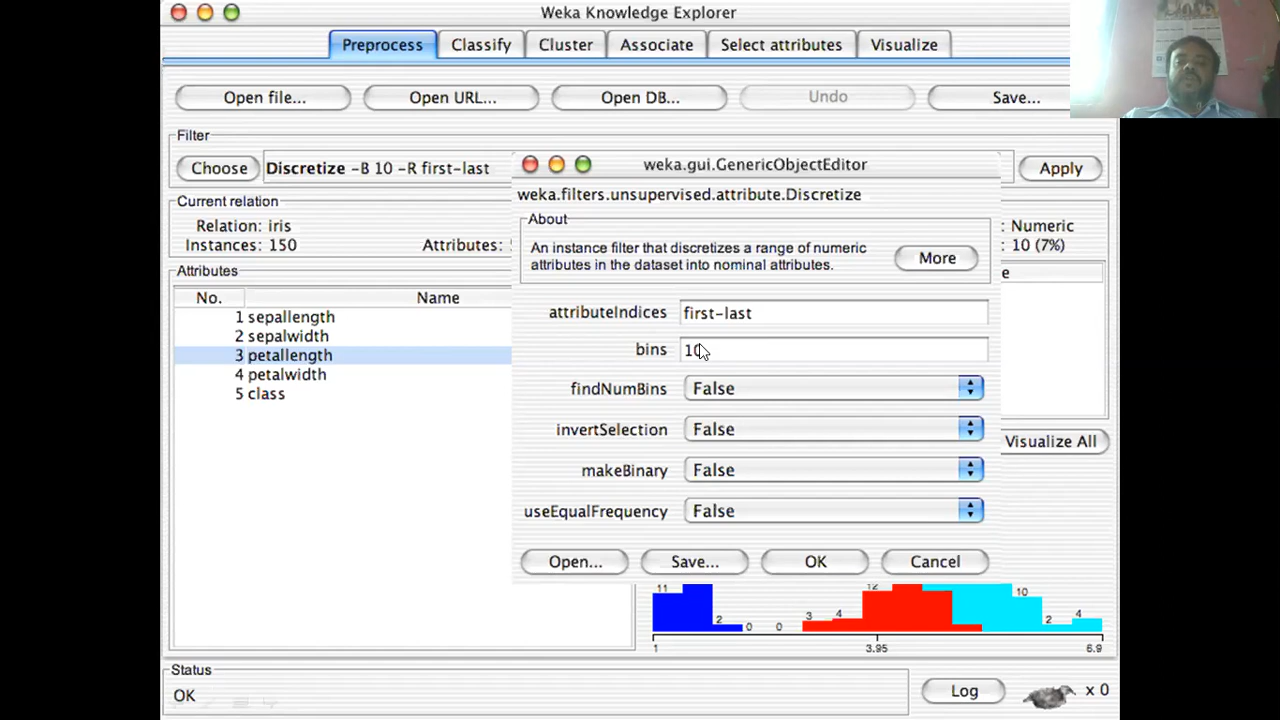 Weka Knowledge Explorer
Preprocess Classify Cluster Associate Select attributes Visualize
Open file... Open URL... Open DB... Undo Save...
Filter
Choose Discretize -B 10 -R first-last Apply
Current relation
Relation: iris
Instances: 150 Attributes:
: Numeric
: 10 (7%)
Attributes
No. Name
1 sepallength
2 sepalwidth
3 petallength
4 petalwidth
5 class
weka.gui.GenericObjectEditor
weka.filters.unsupervised.attribute.Discretize
About
An instance filter that discretizes a range of numeric
attributes in the dataset into nominal attributes.
More
attributeIndices first-last
bins 10
findNumBins False
invertSelection False
makeBinary False
useEqualFrequency False
Open... Save... OK Cancel
e
Visualize All
11 2 0 0 3 4 12 10 2 4
1 3.95 6.9
Status
OK
Log x 0